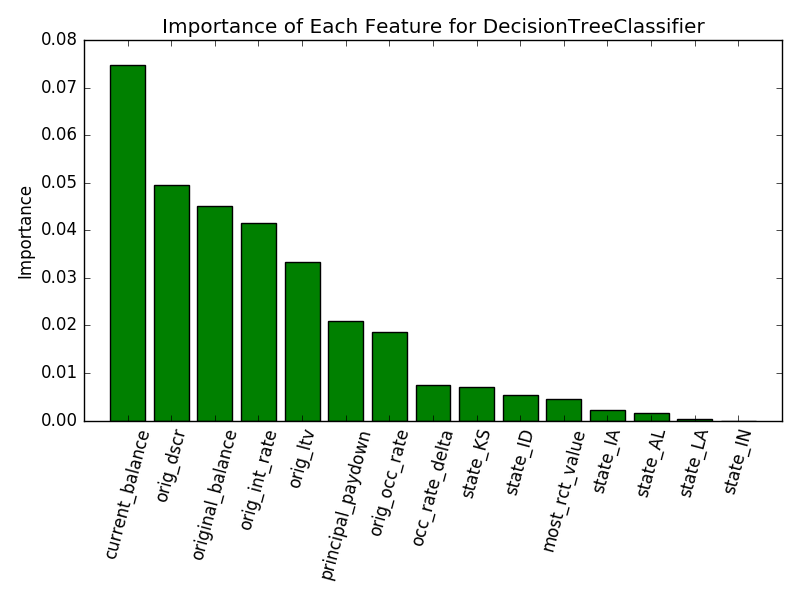 Importance of Each Feature for DecisionTreeClassifier
0.08
0.07
0.06
0.05
0.04
0.03
0.02
0.01
0.00
Importance
current_balance
orig_dscr
original_balance
orig_int_rate
orig_ltv
principal_paydown
orig_occ_rate
occ_rate_delta
state_KS
state_ID
most_rct_value
state_IA
state_AL
state_LA
state_IN